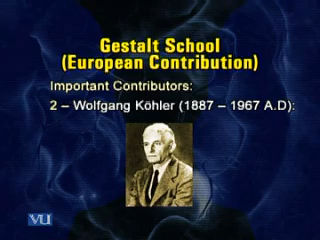 Gestalt School
(European Contribution)
Important Contributors:
2 – Wolfgang Köhler (1887 – 1967 A.D):
VU